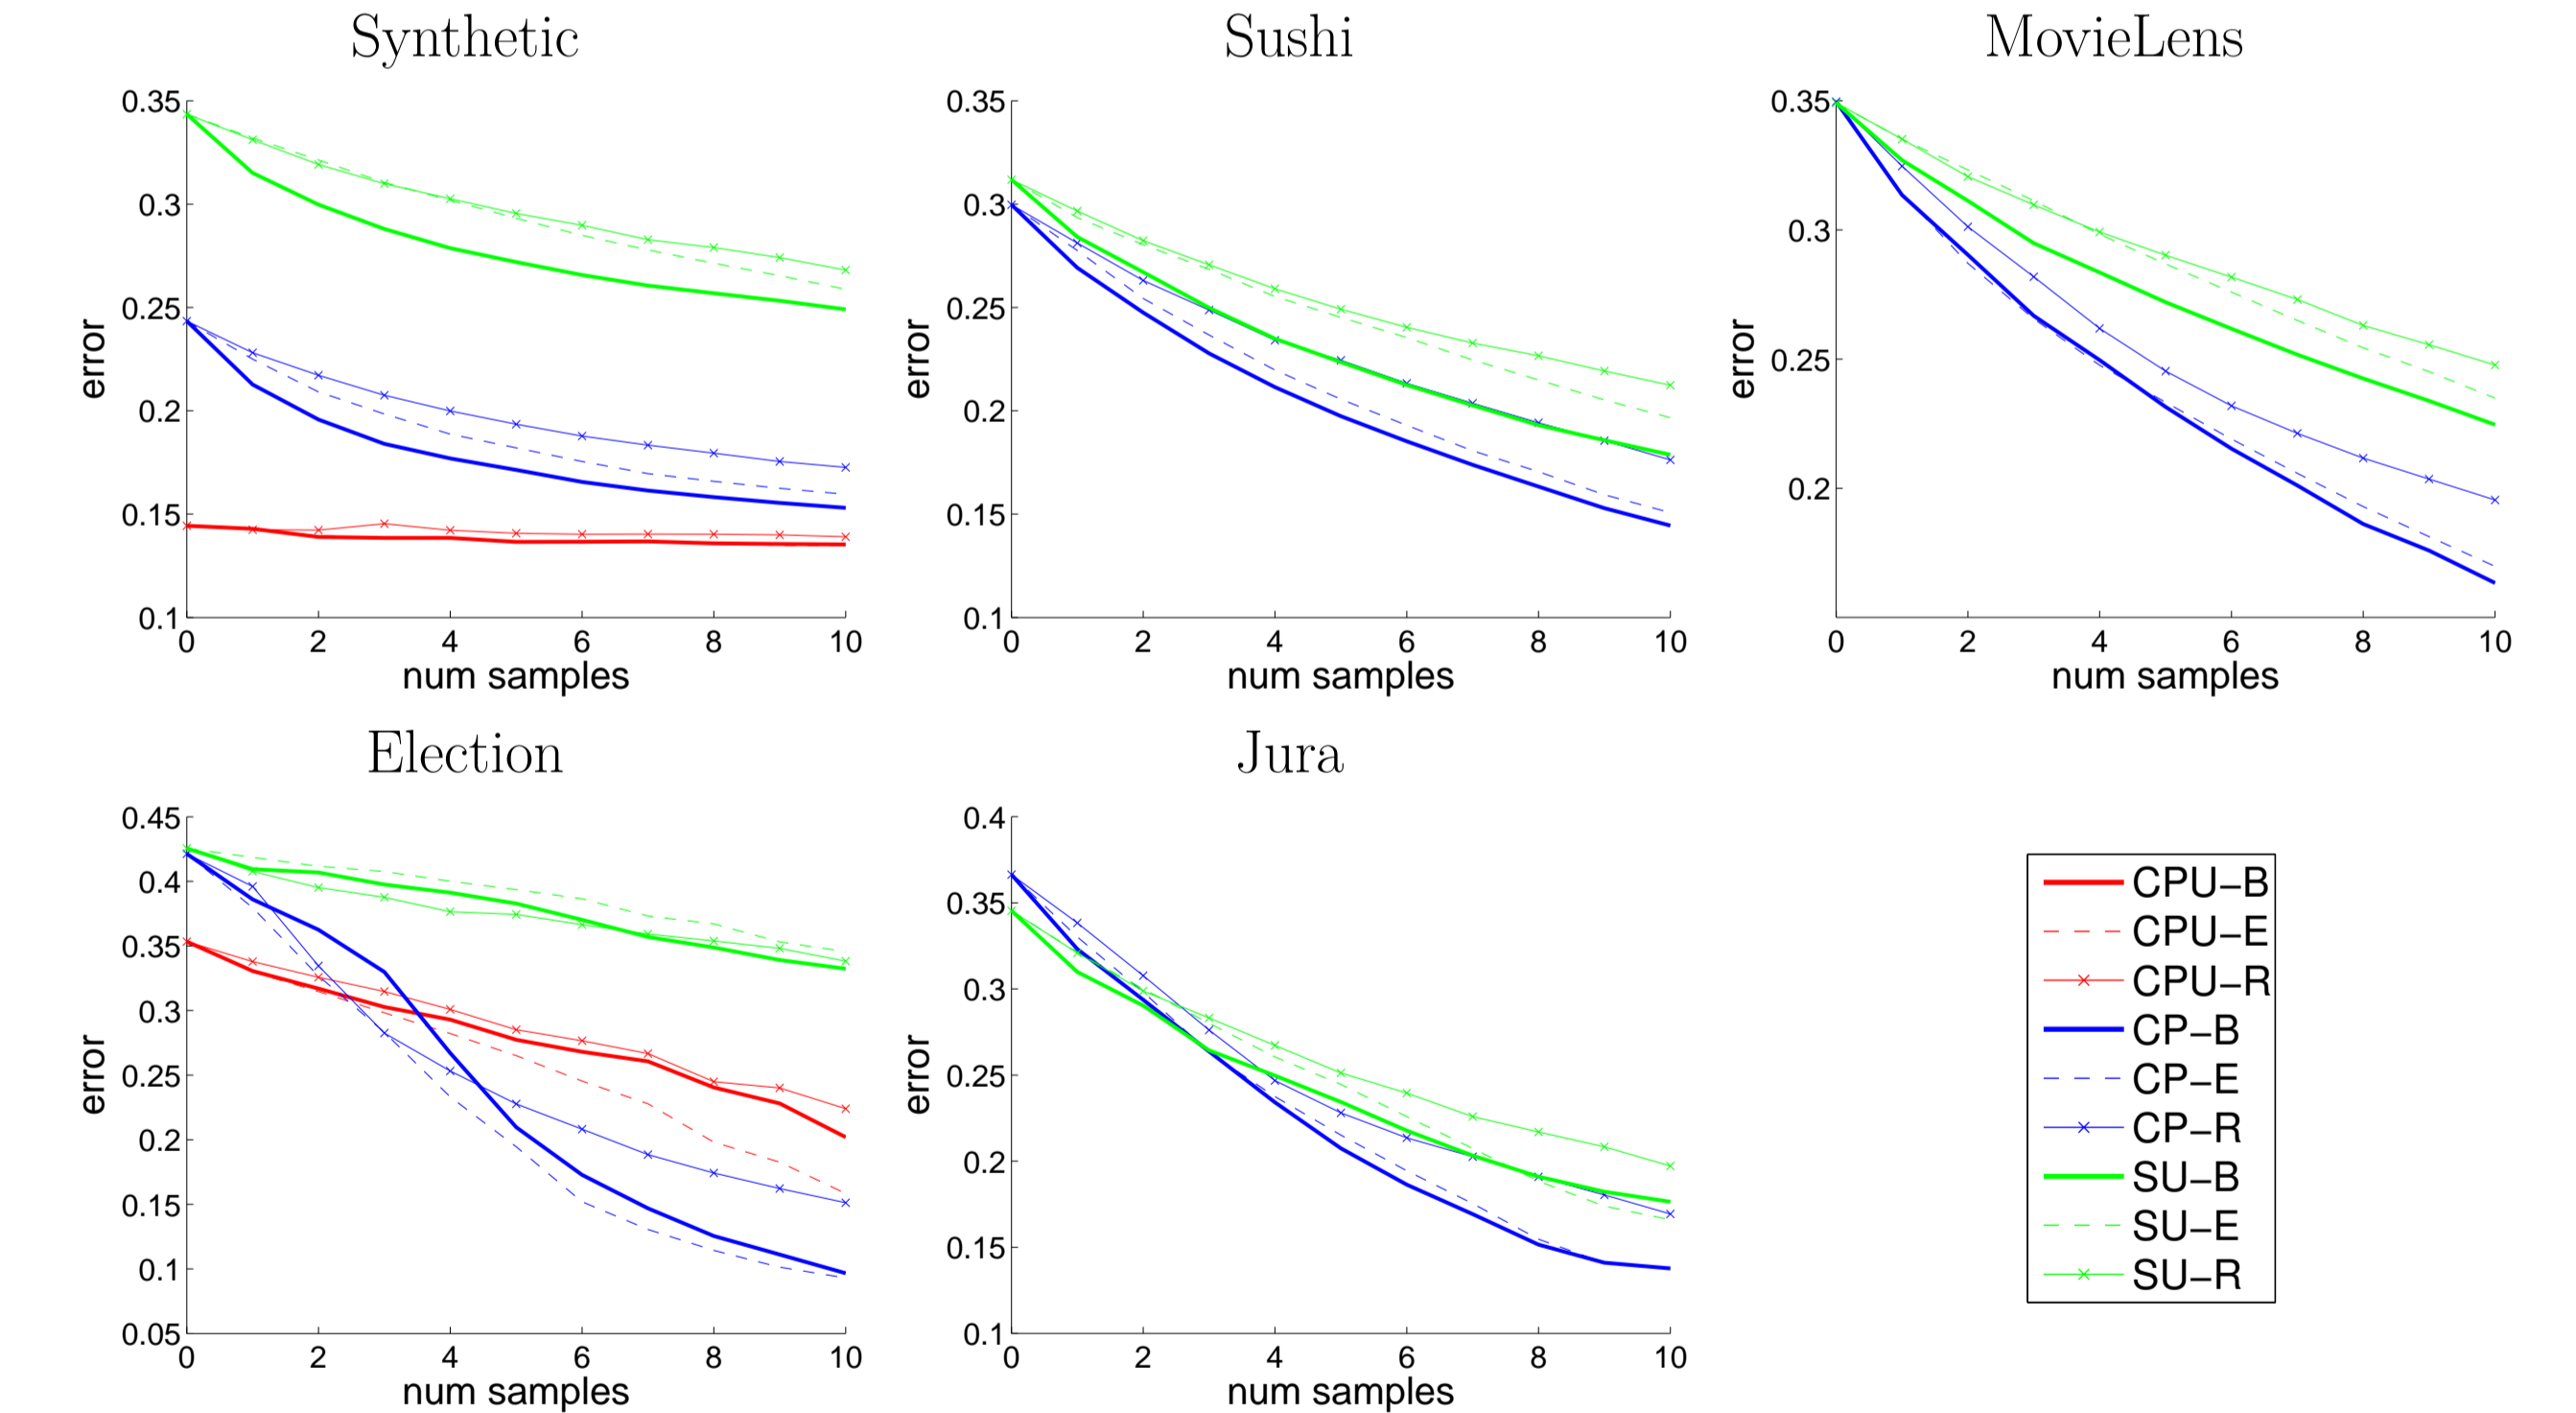 Synthetic
0.35
0.3
0.25
0.2
0.15
0.1
error
0 2 4 6 8 10
num samples
Sushi
0.35
0.3
0.25
0.2
0.15
0.1
error
0 2 4 6 8 10
num samples
MovieLens
0.35
0.3
0.25
0.2
error
0 2 4 6 8 10
num samples
Election
0.45
0.4
0.35
0.3
0.25
0.2
0.15
0.1
0.05
error
0 2 4 6 8 10
num samples
Jura
0.4
0.35
0.3
0.25
0.2
0.15
0.1
error
0 2 4 6 8 10
num samples
CPU–B
CPU–E
CPU–R
CP–B
CP–E
CP–R
SU–B
SU–E
SU–R